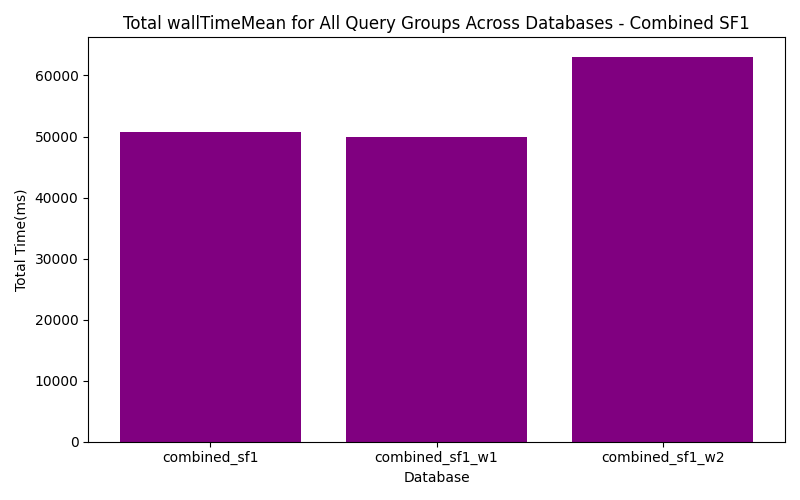 Total wallTimeMean for All Query Groups Across Databases - Combined SF1
Total Time(ms)
60000
50000
40000
30000
20000
10000
0
combined_sf1
combined_sf1_w1
combined_sf1_w2
Database